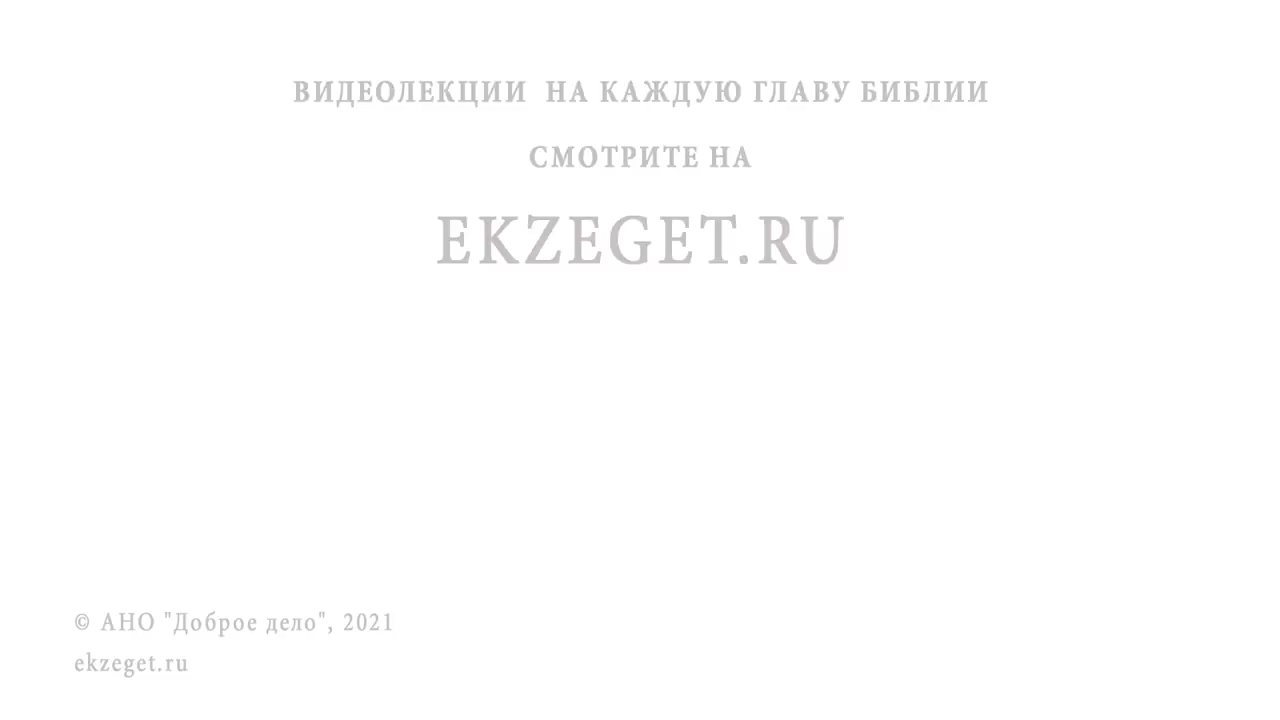 ВИДЕОЛЕКЦИИ НА КАЖДУЮ ГЛАВУ БИБЛИИ
СМОТРИТЕ НА
EKZEGET.RU
© АНО "Доброе дело", 2021
ekzeget.ru